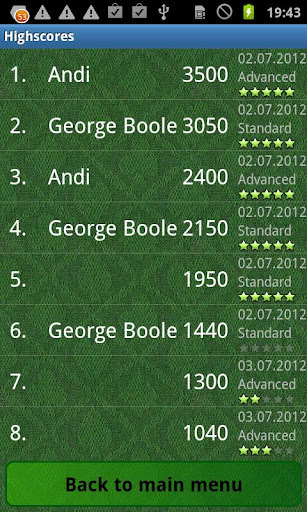 53
19:43
Highscores
02.07.2012
1. Andi 3500 Advanced
02.07.2012
2. George Boole 3050 Standard
02.07.2012
3. Andi 2400 Advanced
02.07.2012
4. George Boole 2150 Standard
02.07.2012
5. 1950 Standard
02.07.2012
6. George Boole 1440 Standard
03.07.2012
7. 1300 Advanced
03.07.2012
8. 1040 Advanced
Back to main menu